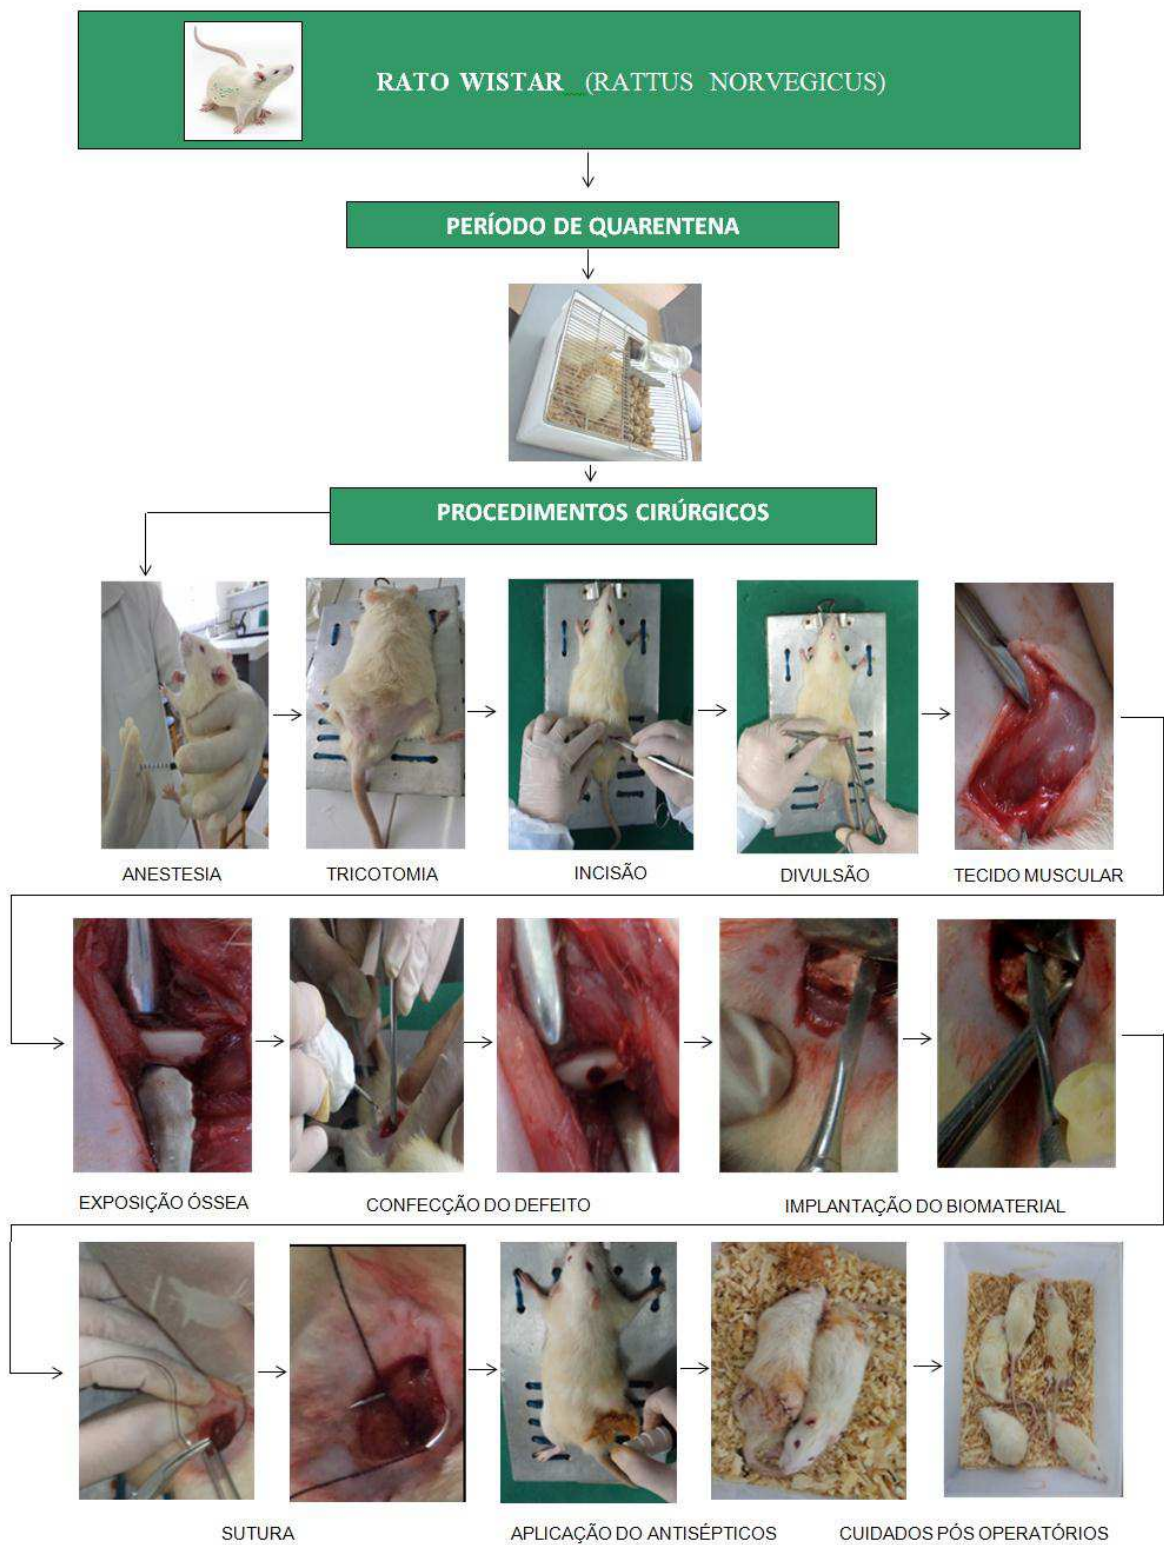 RATO WISTAR (RATTUS NORVEGICUS)
PERÍODO DE QUARENTENA
PROCEDIMENTOS CIRÚRGICOS
ANESTESIA
TRICOTOMIA
INCISÃO
DIVULSÃO
TECIDO MUSCULAR
EXPOSIÇÃO ÓSSEA
CONFECÇÃO DO DEFEITO
IMPLANTAÇÃO DO BIOMATERIAL
SUTURA
APLICAÇÃO DO ANTISÉPTICOS
CUIDADOS PÓS OPERATÓRIOS